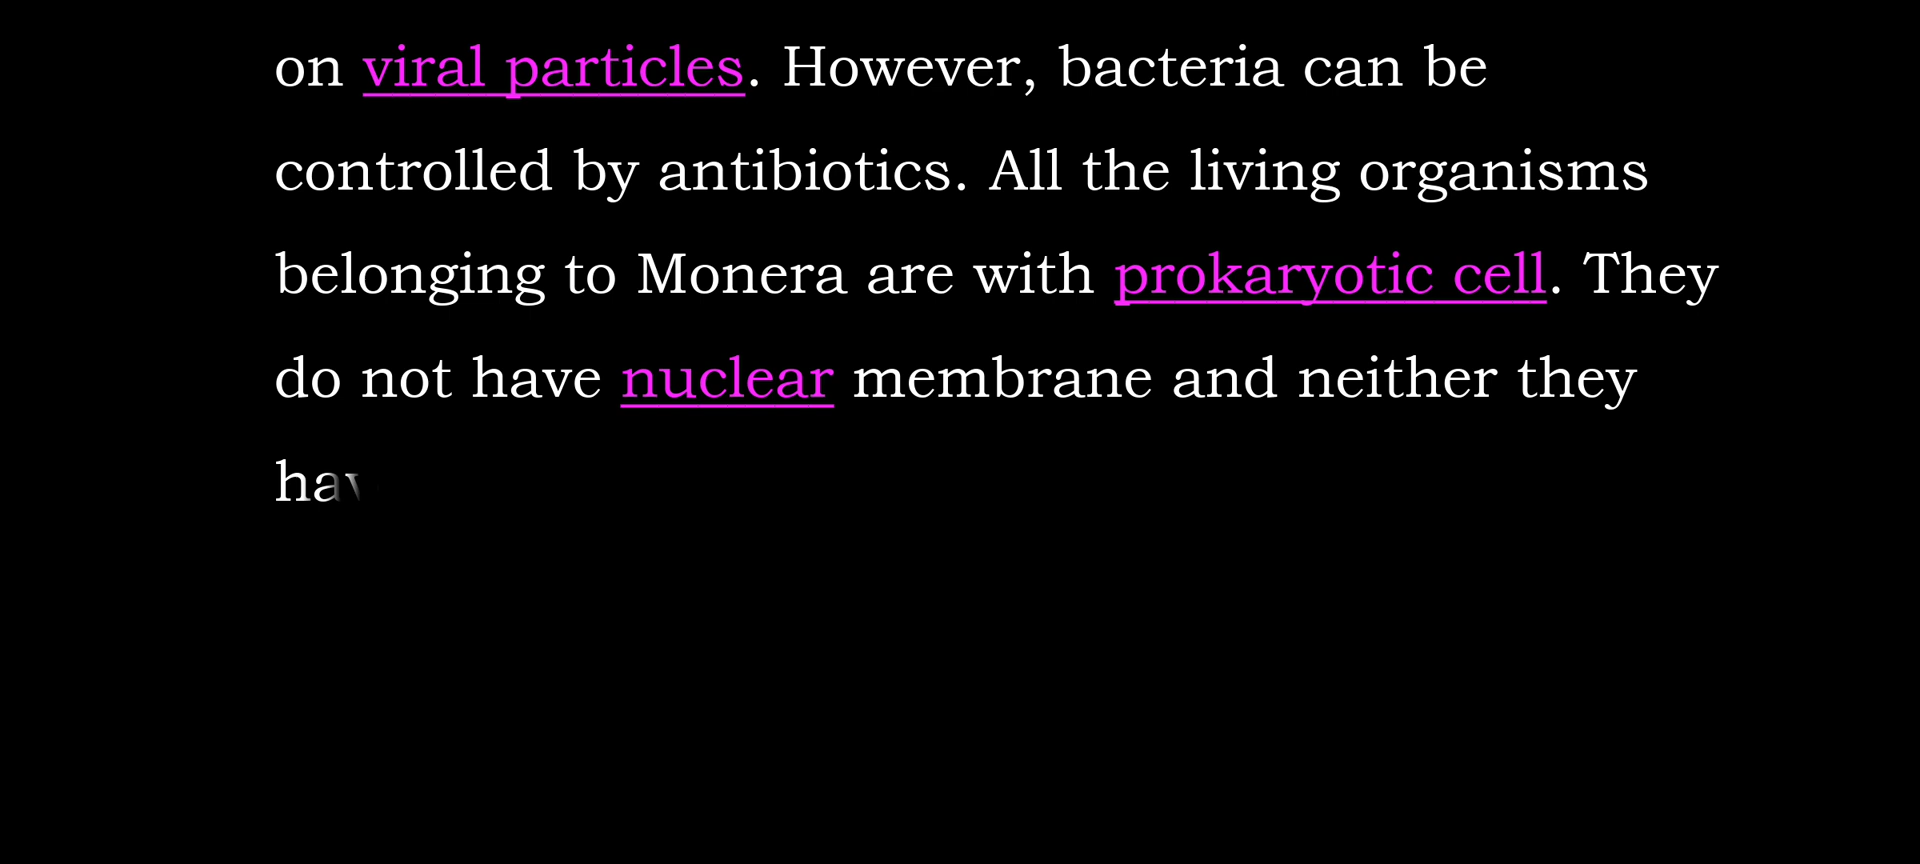 on viral particles. However, bacteria can be
controlled by antibiotics. All the living organisms
belonging to Monera are with prokaryotic cell. They
do not have nuclear membrane and neither they